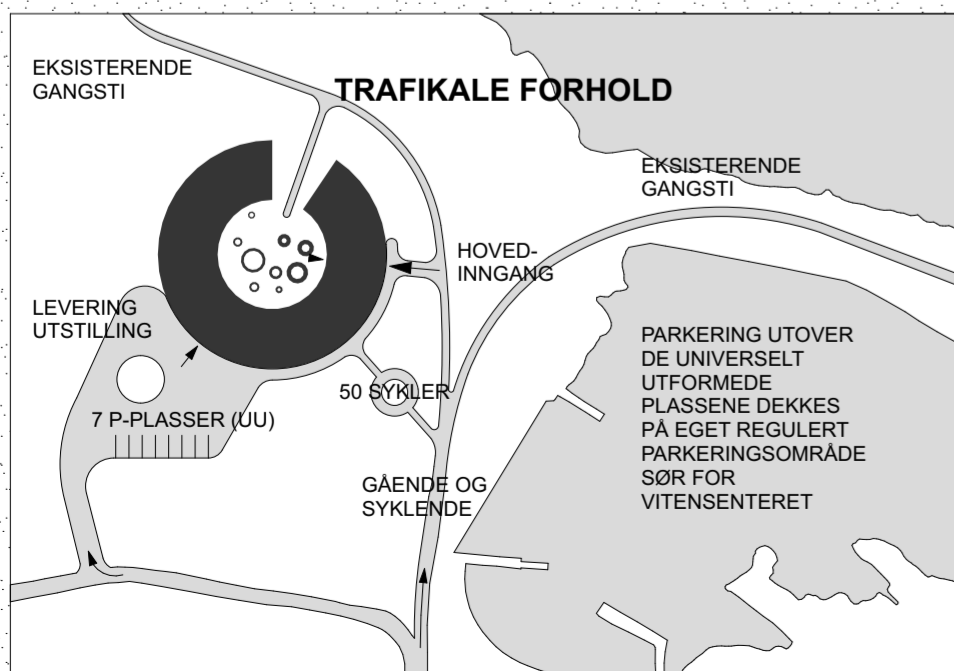 TRAFIKALE FORHOLD
EKSISTERENDE
GANGSTI
EKSISTERENDE
GANGSTI
HOVED-
INNGANG
LEVERING
UTSTILLING
50 SYKLER
7 P-PLASSER (UU)
GÅENDE OG
SYKLENDE
PARKERING UTOVER
DE UNIVERSELT
UTFORMEDE
PLASSENE DEKKES
PÅ EGET REGULERT
PARKERINGSOMRÅDE
SØR FOR
VITENSENTERET